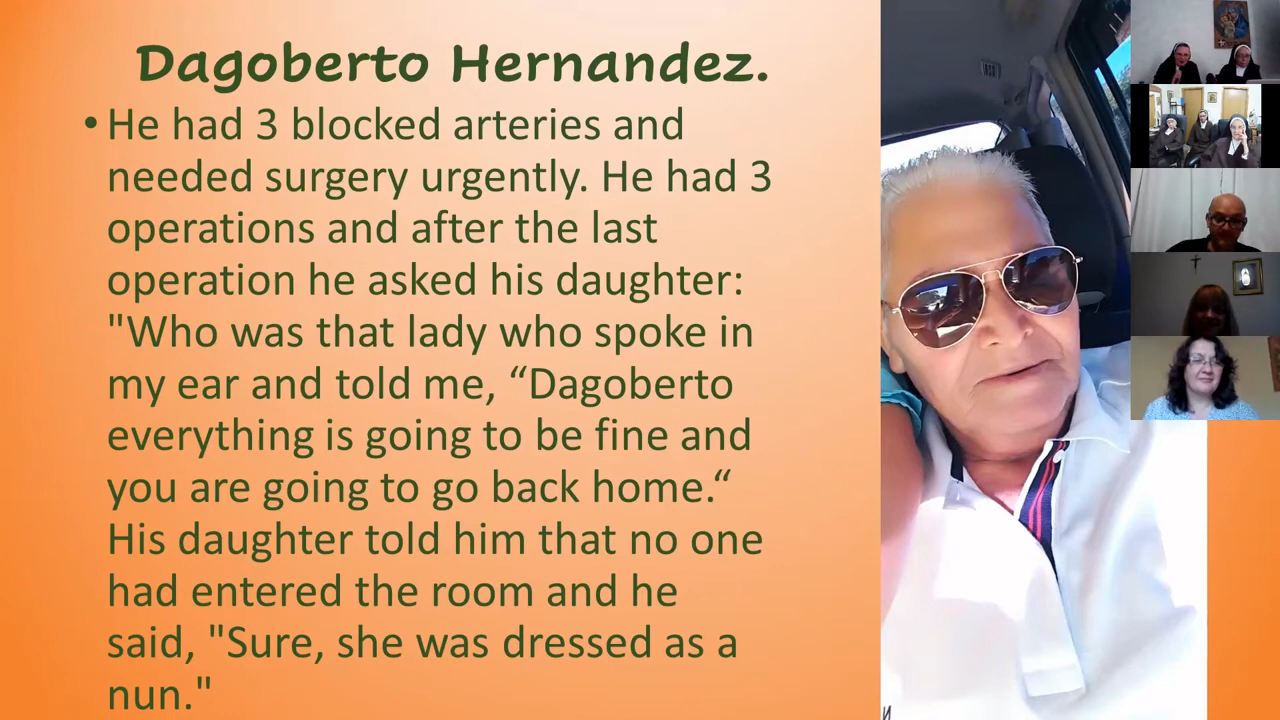 Dagoberto Hernandez.
• He had 3 blocked arteries and
needed surgery urgently. He had 3
operations and after the last
operation he asked his daughter:
"Who was that lady who spoke in
my ear and told me, “Dagoberto
everything is going to be fine and
you are going to go back home.“
His daughter told him that no one
had entered the room and he
said, "Sure, she was dressed as a
nun."